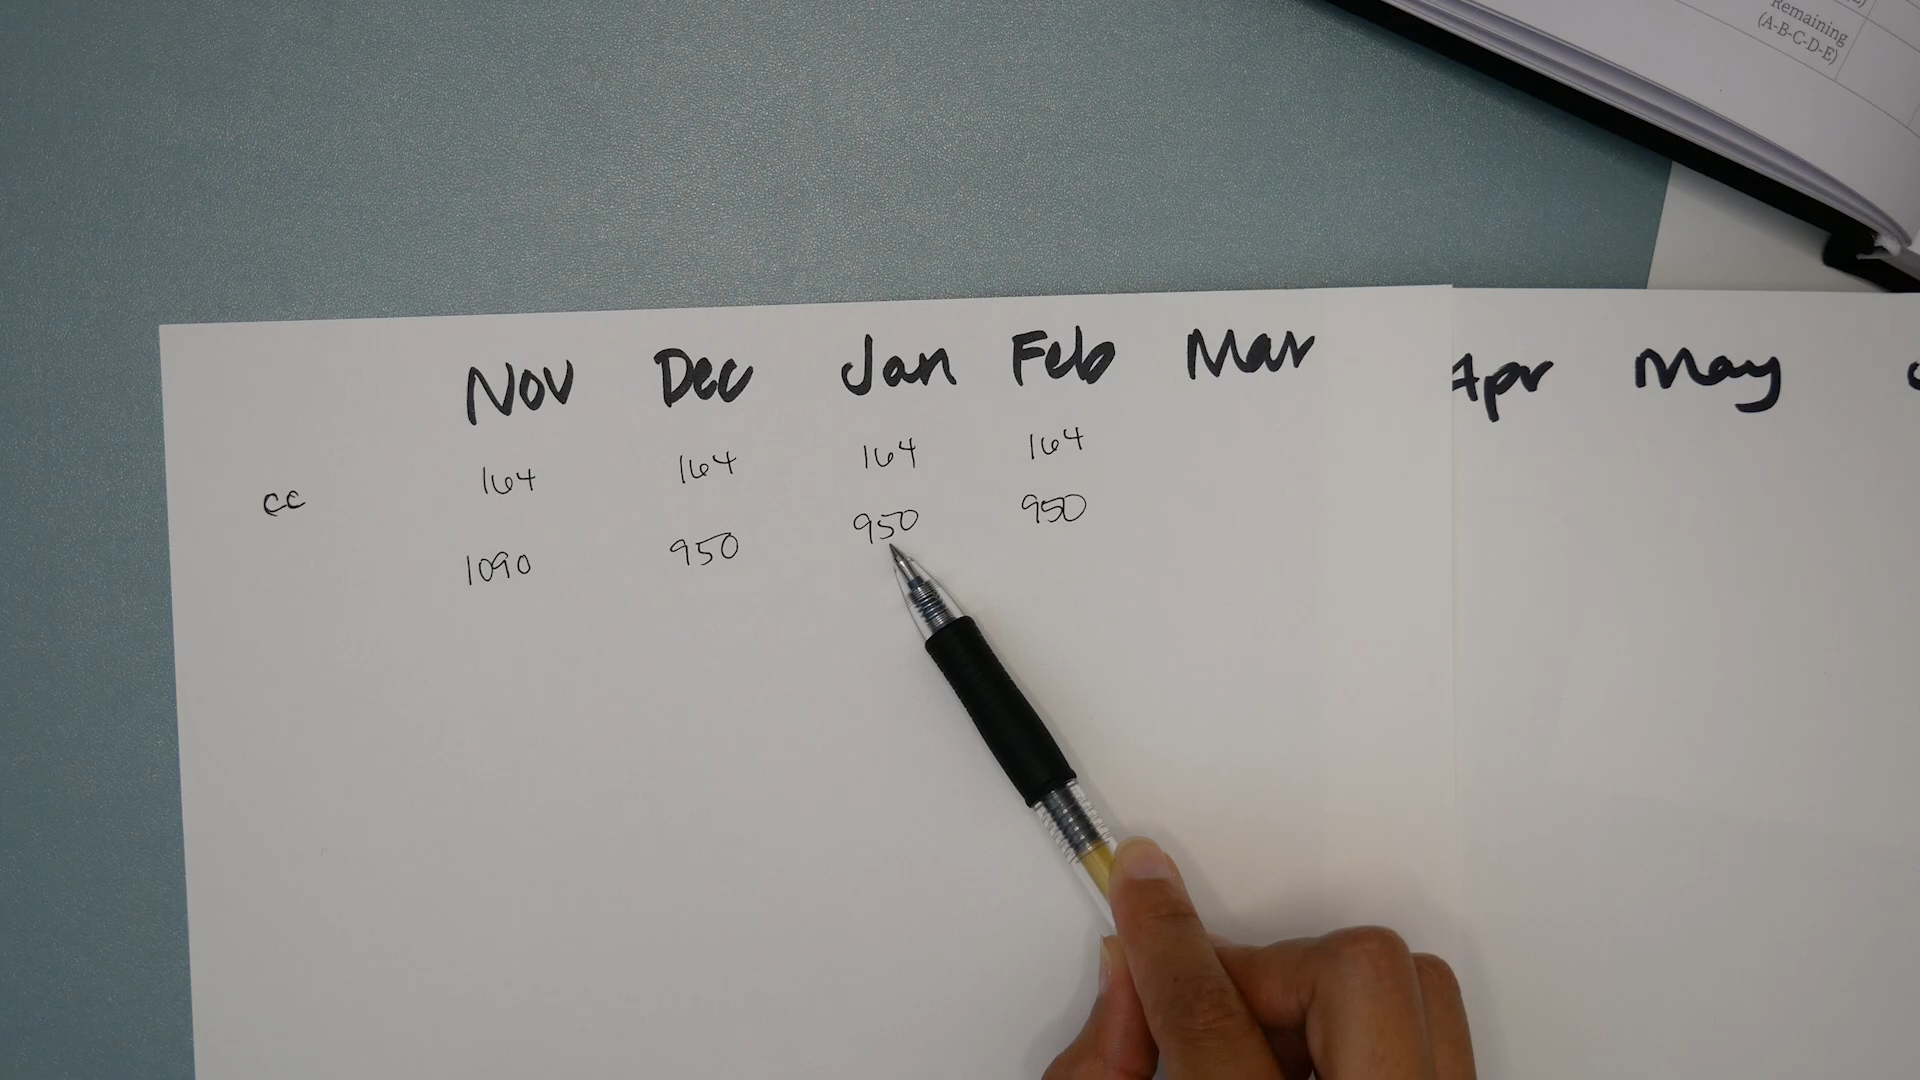 Remaining
(A-B-C-D-E)
Nov Dec Jan Feb Mar Apr May
cc 164 164 164 164
1090 950 950 950